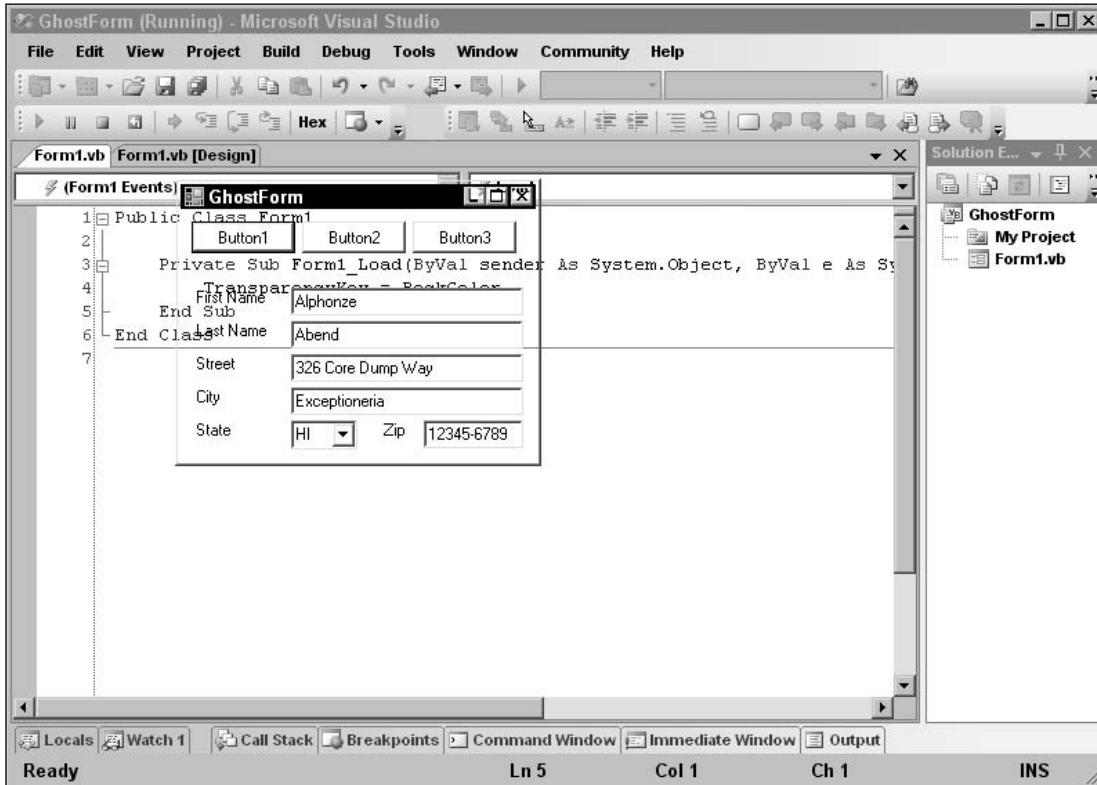 GhostForm (Running) - Microsoft Visual Studio
File Edit View Project Build Debug Tools Window Community Help
Hex
Form1.vb Form1.vb [Design]
Solution E...
(Form1 Events)
GhostForm
GhostForm
My Project
Form1.vb
Button1 Button2 Button3
1 Public Class Form1
2
3 Private Sub Form1_Load(ByVal sender As System.Object, ByVal e As Sy
4 TransparencyKey = BackColor
5 End Sub
6 End Class
7
First Name Alphonze
Last Name Abend
Street 326 Core Dump Way
City Exceptioneria
State HI Zip 12345-6789
Locals Watch 1 Call Stack Breakpoints Command Window Immediate Window Output
Ready Ln 5 Col 1 Ch 1 INS